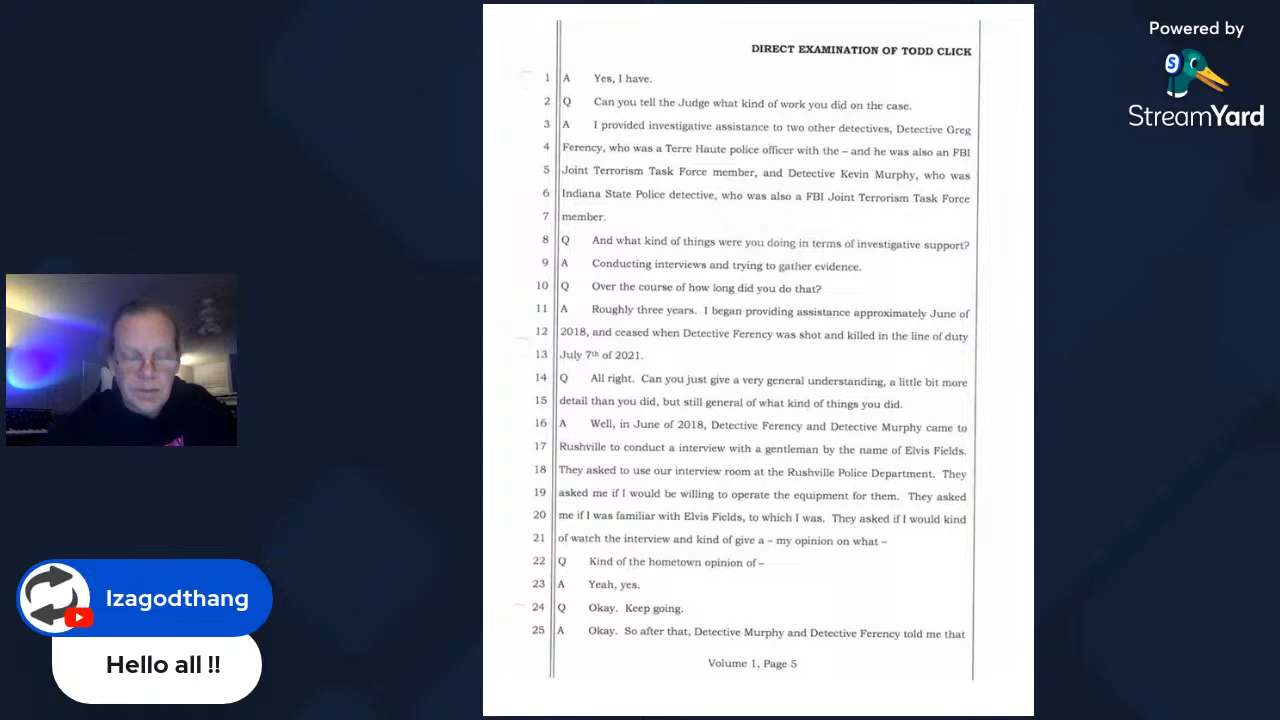 DIRECT EXAMINATION OF TODD CLICK
1 A Yes, I have.
2 Q Can you tell the Judge what kind of work you did on the case.
3 A I provided investigative assistance to two other detectives, Detective Greg
4 Ferency, who was a Terre Haute police officer with the – and he was also an FBI
5 Joint Terrorism Task Force member, and Detective Kevin Murphy, who was
6 Indiana State Police detective, who was also a FBI Joint Terrorism Task Force
7 member.
8 Q And what kind of things were you doing in terms of investigative support?
9 A Conducting interviews and trying to gather evidence.
10 Q Over the course of how long did you do that?
11 A Roughly three years. I began providing assistance approximately June of
12 2018, and ceased when Detective Ferency was shot and killed in the line of duty
13 July 7th of 2021.
14 Q All right. Can you just give a very general understanding, a little bit more
15 detail than you did, but still general of what kind of things you did.
16 A Well, in June of 2018, Detective Ferency and Detective Murphy came to
17 Rushville to conduct a interview with a gentleman by the name of Elvis Fields.
18 They asked to use our interview room at the Rushville Police Department. They
19 asked me if I would be willing to operate the equipment for them. They asked
20 me if I was familiar with Elvis Fields, to which I was. They asked if I would kind
21 of watch the interview and kind of give a – my opinion on what –
22 Q Kind of the hometown opinion of –
23 A Yeah, yes.
24 Q Okay. Keep going.
25 A Okay. So after that, Detective Murphy and Detective Ferency told me that
Volume 1, Page 5
Powered by
S
StreamYard
Izagodthang
Hello all !!